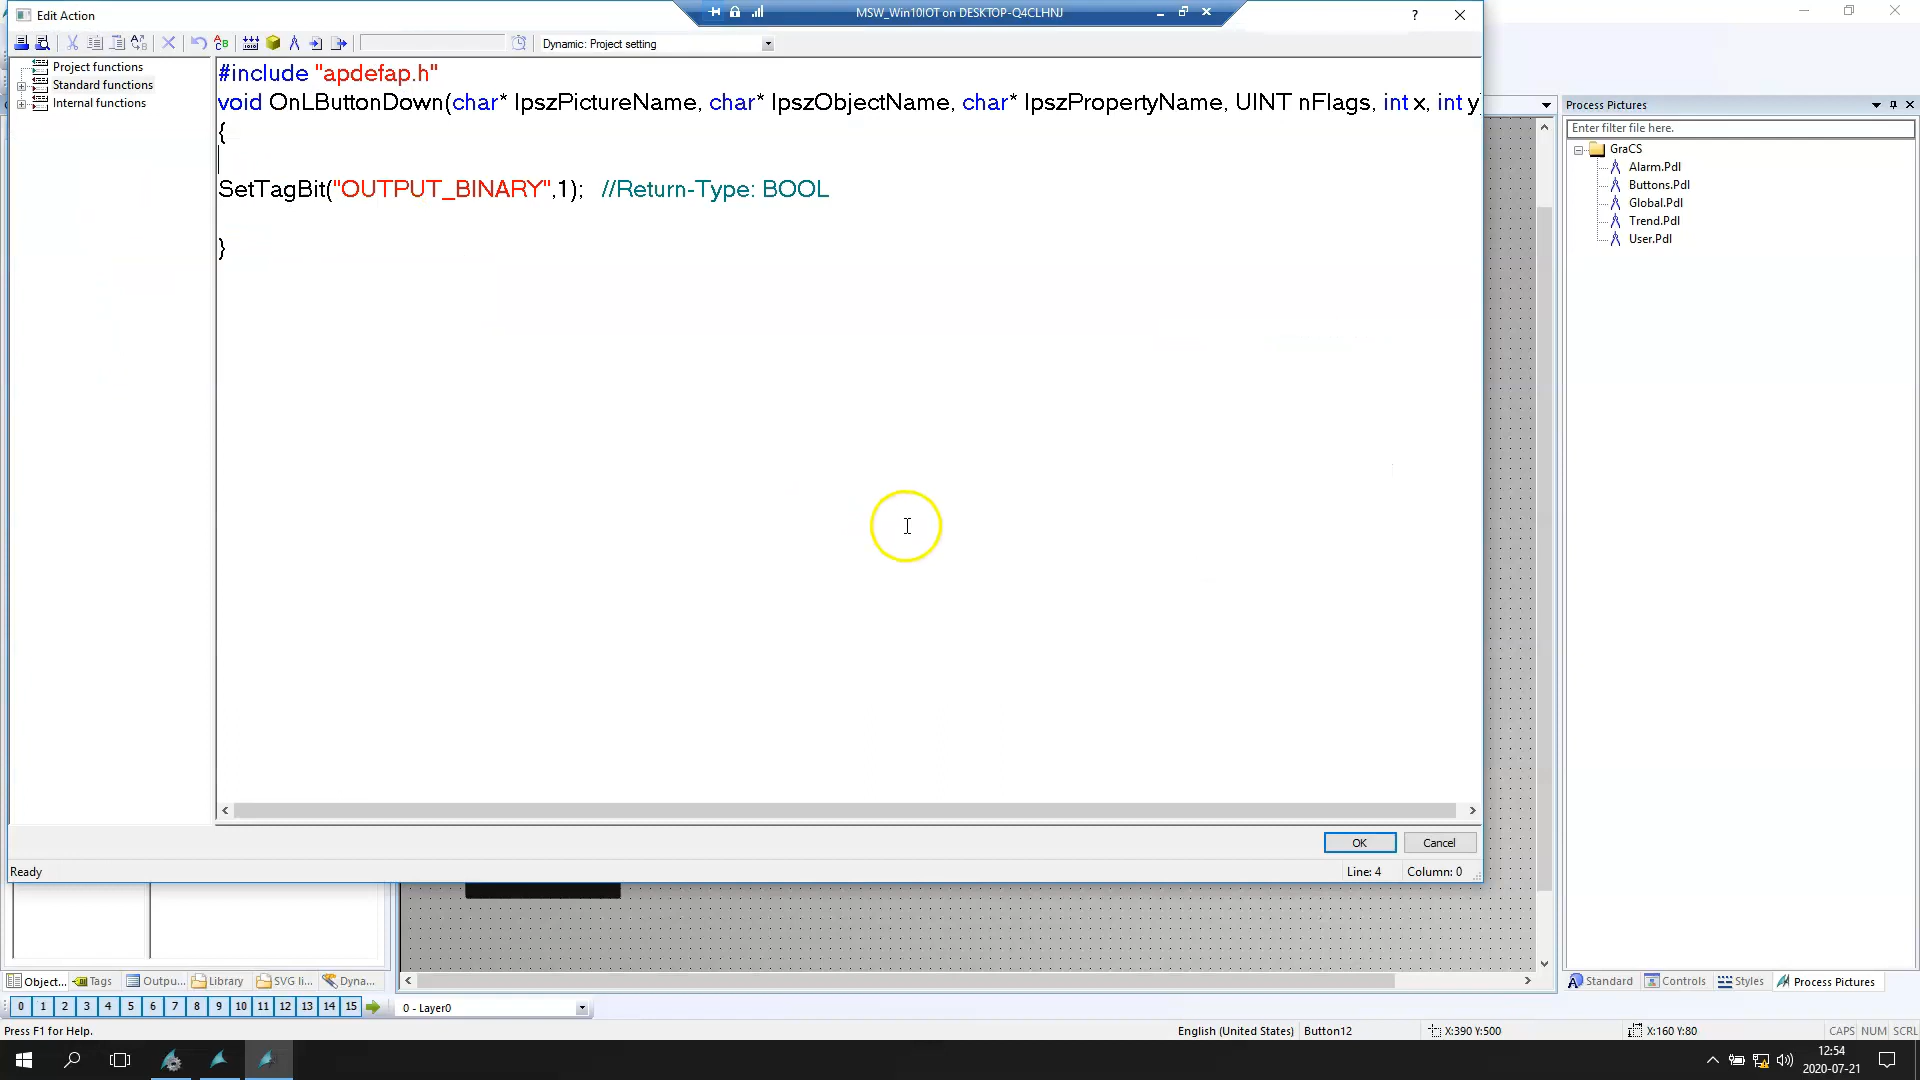 Edit Action
MSW_Win10IOT on DESKTOP-Q4CLHNJ
?
Dynamic: Project setting
Project functions
Standard functions
Internal functions
#include "apdefap.h"
void OnLButtonDown(char* lpszPictureName, char* lpszObjectName, char* lpszPropertyName, UINT nFlags, int x, int y
{
SetTagBit("OUTPUT_BINARY",1);   //Return-Type: BOOL
}
Process Pictures
Enter filter file here.
GraCS
Alarm.Pdl
Buttons.Pdl
Global.Pdl
Trend.Pdl
User.Pdl
OK
Cancel
Ready
Line: 4
Column: 0
Object...
Tags
Outpu...
Library
SVG li...
Dyna...
Standard
Controls
Styles
Process Pictures
0 1 2 3 4 5 6 7 8 9 10 11 12 13 14 15
0 - Layer0
Press F1 for Help.
English (United States)
Button12
X:390 Y:500
X:160 Y:80
CAPS NUM SCRL
12:54
2020-07-21